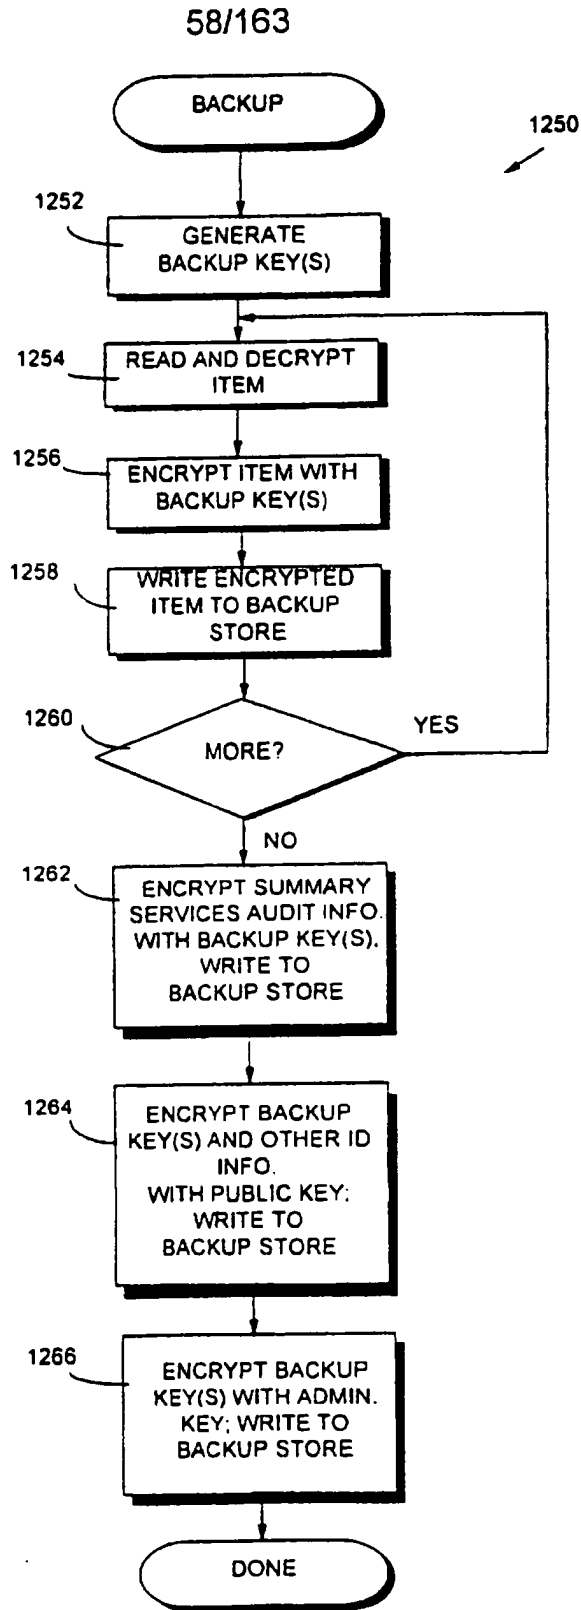 58/163
BACKUP
1250
1252
GENERATE
BACKUP KEY(S)
1254
READ AND DECRYPT
ITEM
1256
ENCRYPT ITEM WITH
BACKUP KEY(S)
1258
WRITE ENCRYPTED
ITEM TO BACKUP
STORE
1260
MORE?
YES
NO
1262
ENCRYPT SUMMARY
SERVICES AUDIT INFO.
WITH BACKUP KEY(S),
WRITE TO
BACKUP STORE
1264
ENCRYPT BACKUP
KEY(S) AND OTHER ID
INFO.
WITH PUBLIC KEY;
WRITE TO
BACKUP STORE
1266
ENCRYPT BACKUP
KEY(S) WITH ADMIN.
KEY; WRITE TO
BACKUP STORE
DONE